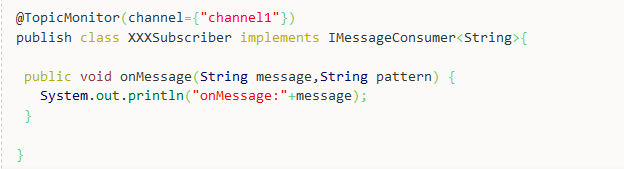 @TopicMonitor(channel={"channel1"})
publish class XXXSubscriber implements IMessageConsumer<String>{
public void onMessage(String message,String pattern) {
System.out.println("onMessage:"+message);
}
}